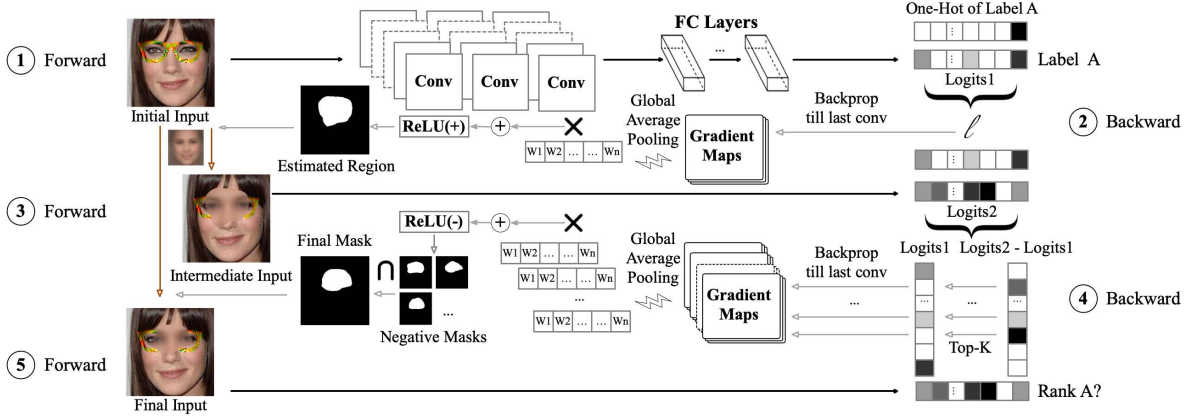 One-Hot of Label A
1 Forward
Conv Conv Conv
FC Layers
...
⋮
⋮
Label A
Initial Input
Logits1
Estimated Region
ReLU(+)
+
W1 W2 ... ... Wn
Global
Average
Pooling
Gradient
Maps
Backprop
till last conv
ℓ
2 Backward
⋮
3 Forward
⋮
Logits2
Intermediate Input
Final Mask
∩
ReLU(-)
+
Negative Masks
...
W1 W2 ... ... Wn
W1 W2 ... ... Wn
...
W1 W2 ... ... Wn
Global
Average
Pooling
Gradient
Maps
Backprop
till last conv
...
Logits1 Logits2 - Logits1
... ... ...
Top-K
4 Backward
5 Forward
Final Input
⋮
Rank A?